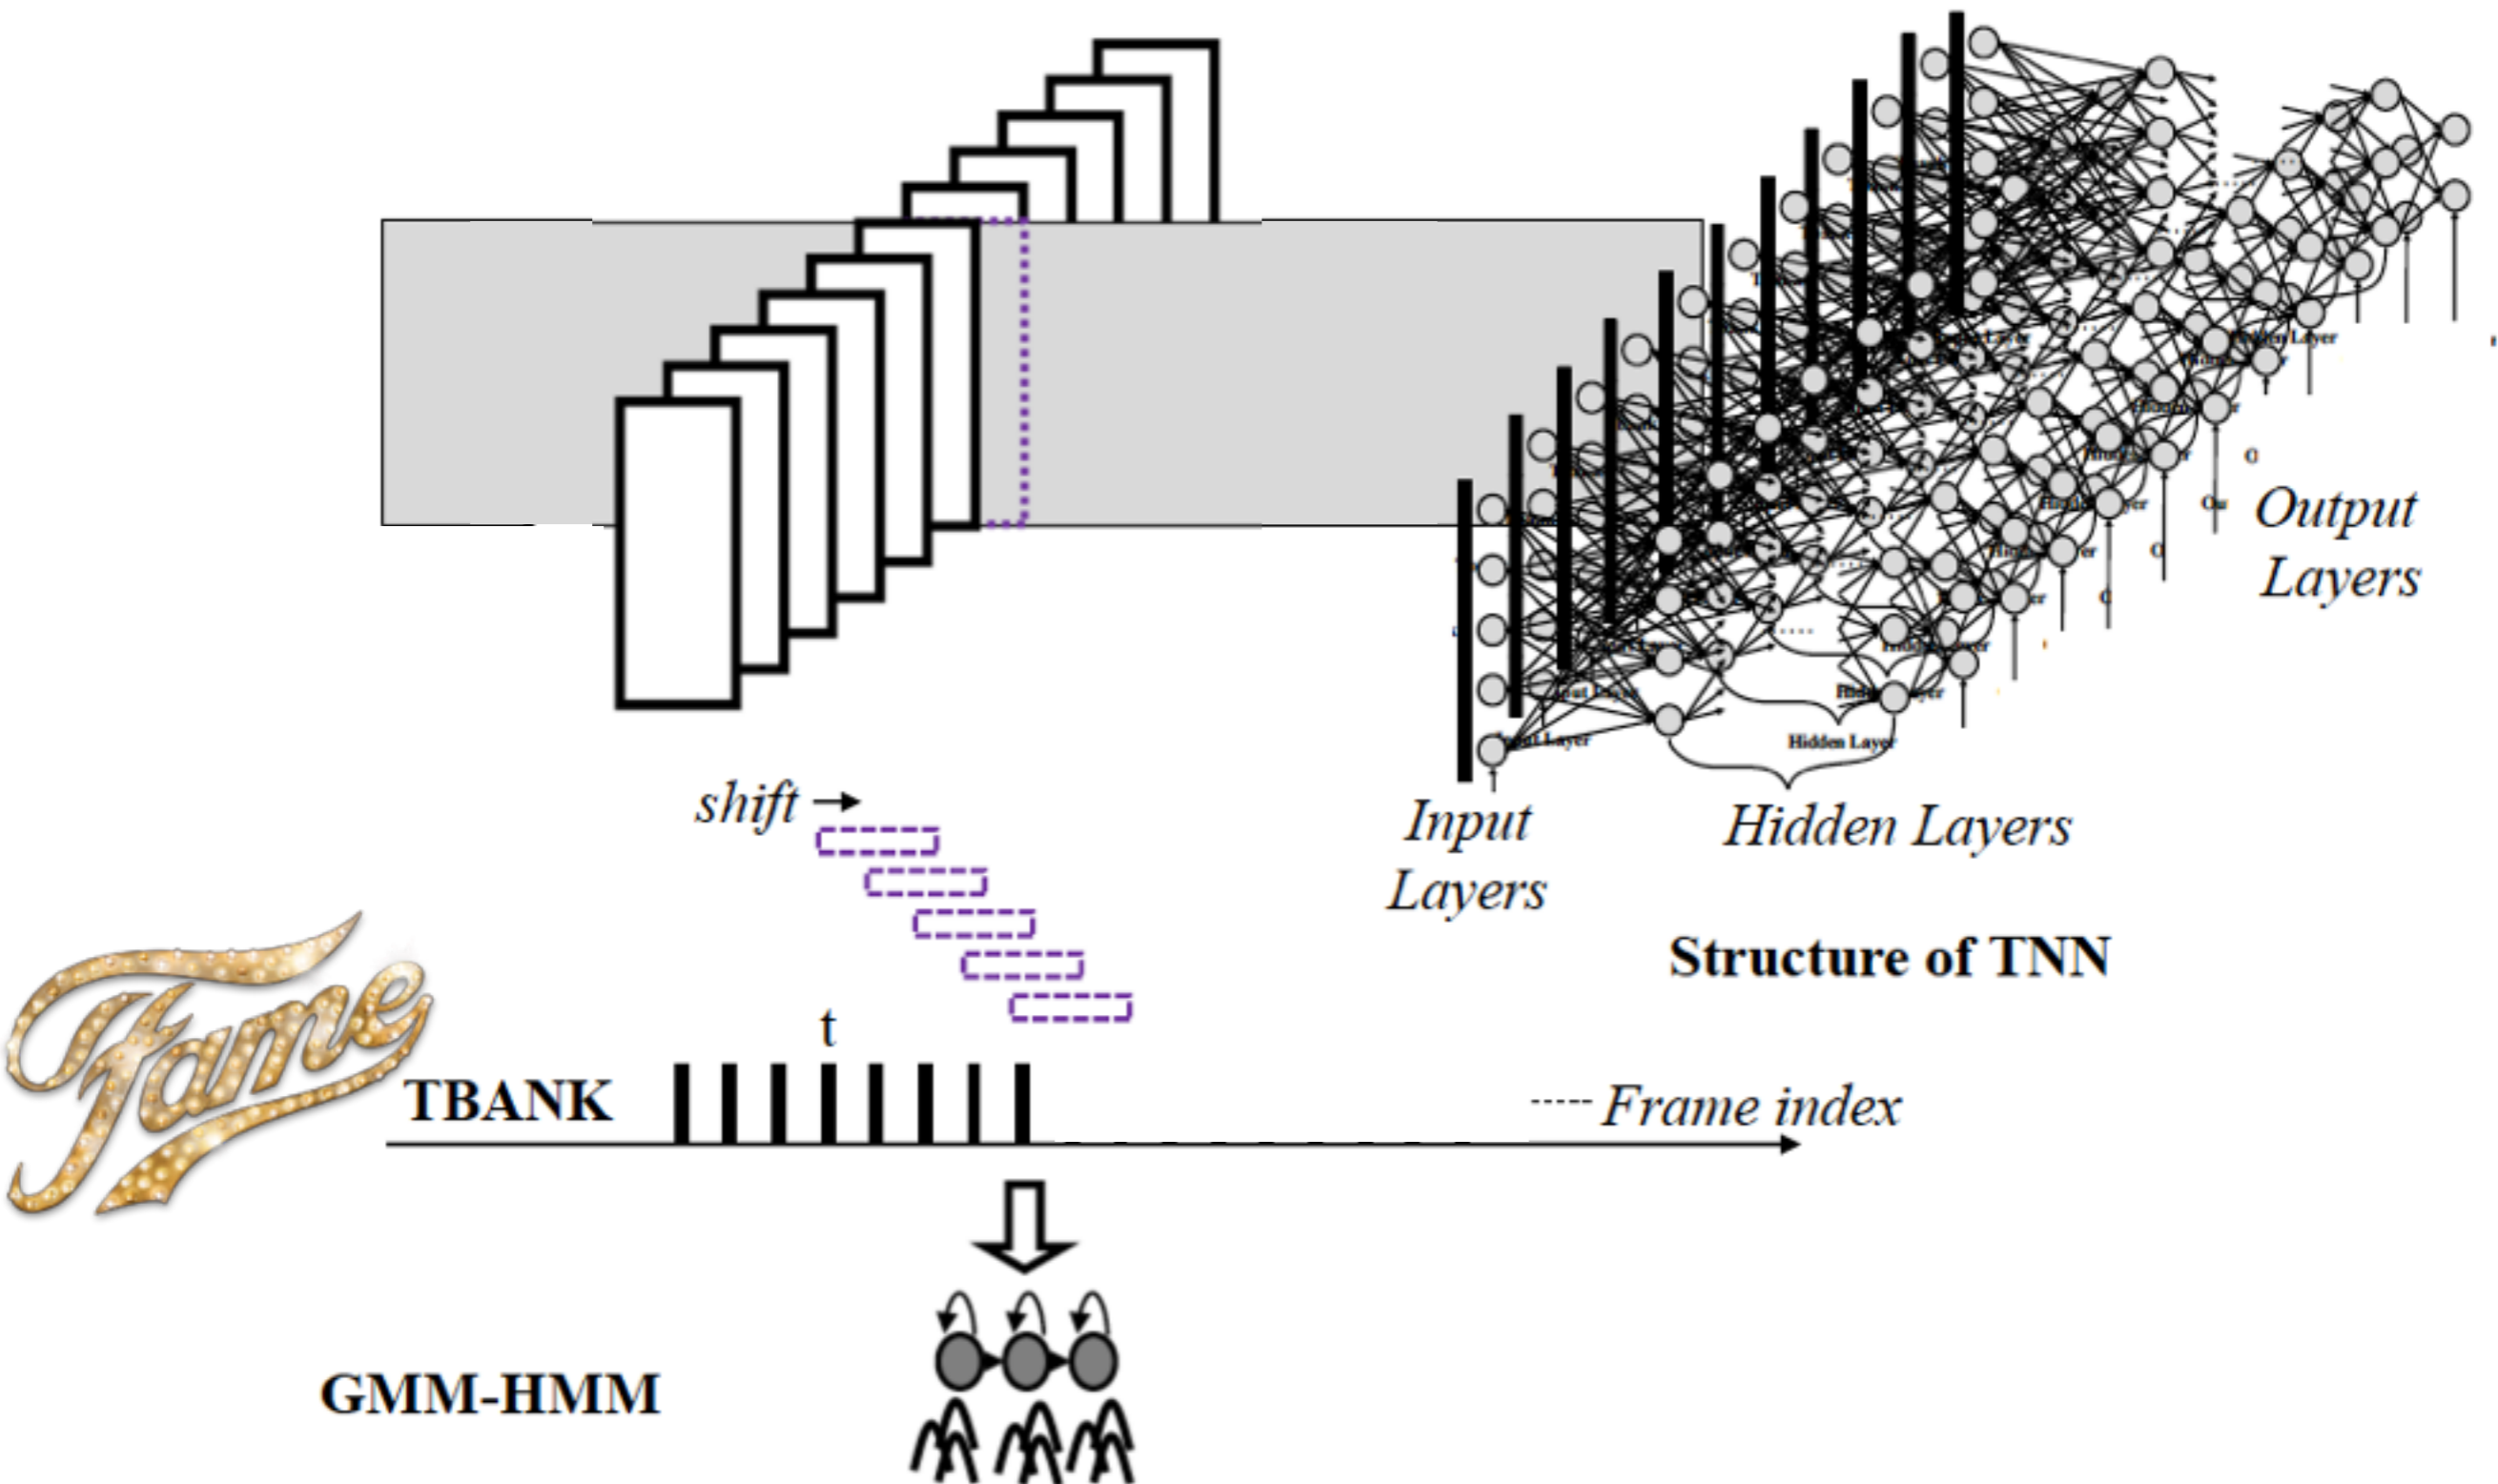 Output
Layers
shift
Input
Layers
Hidden Layer
Hidden Layers
Structure of TNN
Fame
t
TBANK
Frame index
GMM-HMM